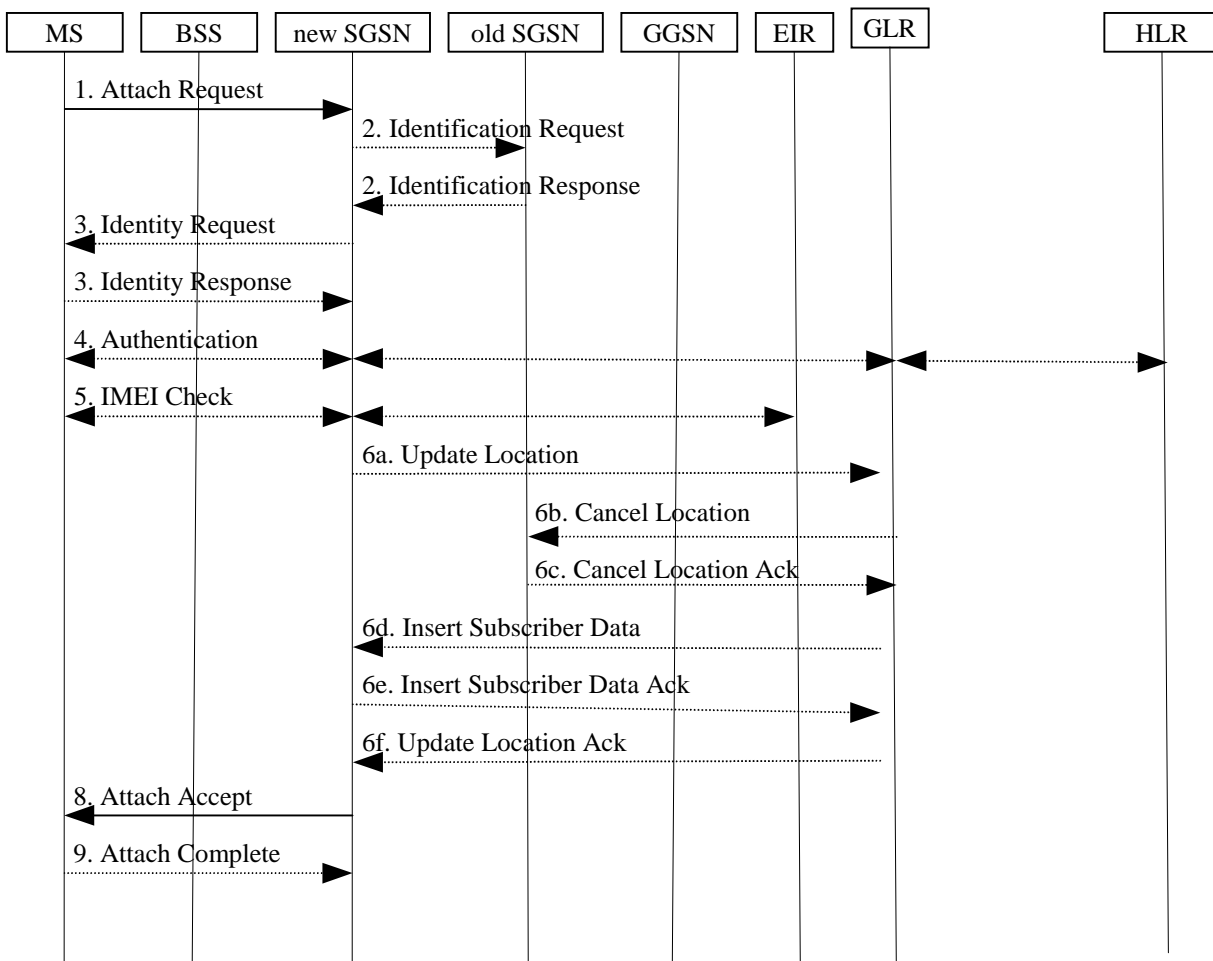 MS BSS new SGSN old SGSN GGSN EIR GLR HLR
1. Attach Request
2. Identification Request
2. Identification Response
3. Identity Request
3. Identity Response
4. Authentication
5. IMEI Check
6a. Update Location
6b. Cancel Location
6c. Cancel Location Ack
6d. Insert Subscriber Data
6e. Insert Subscriber Data Ack
6f. Update Location Ack
8. Attach Accept
9. Attach Complete